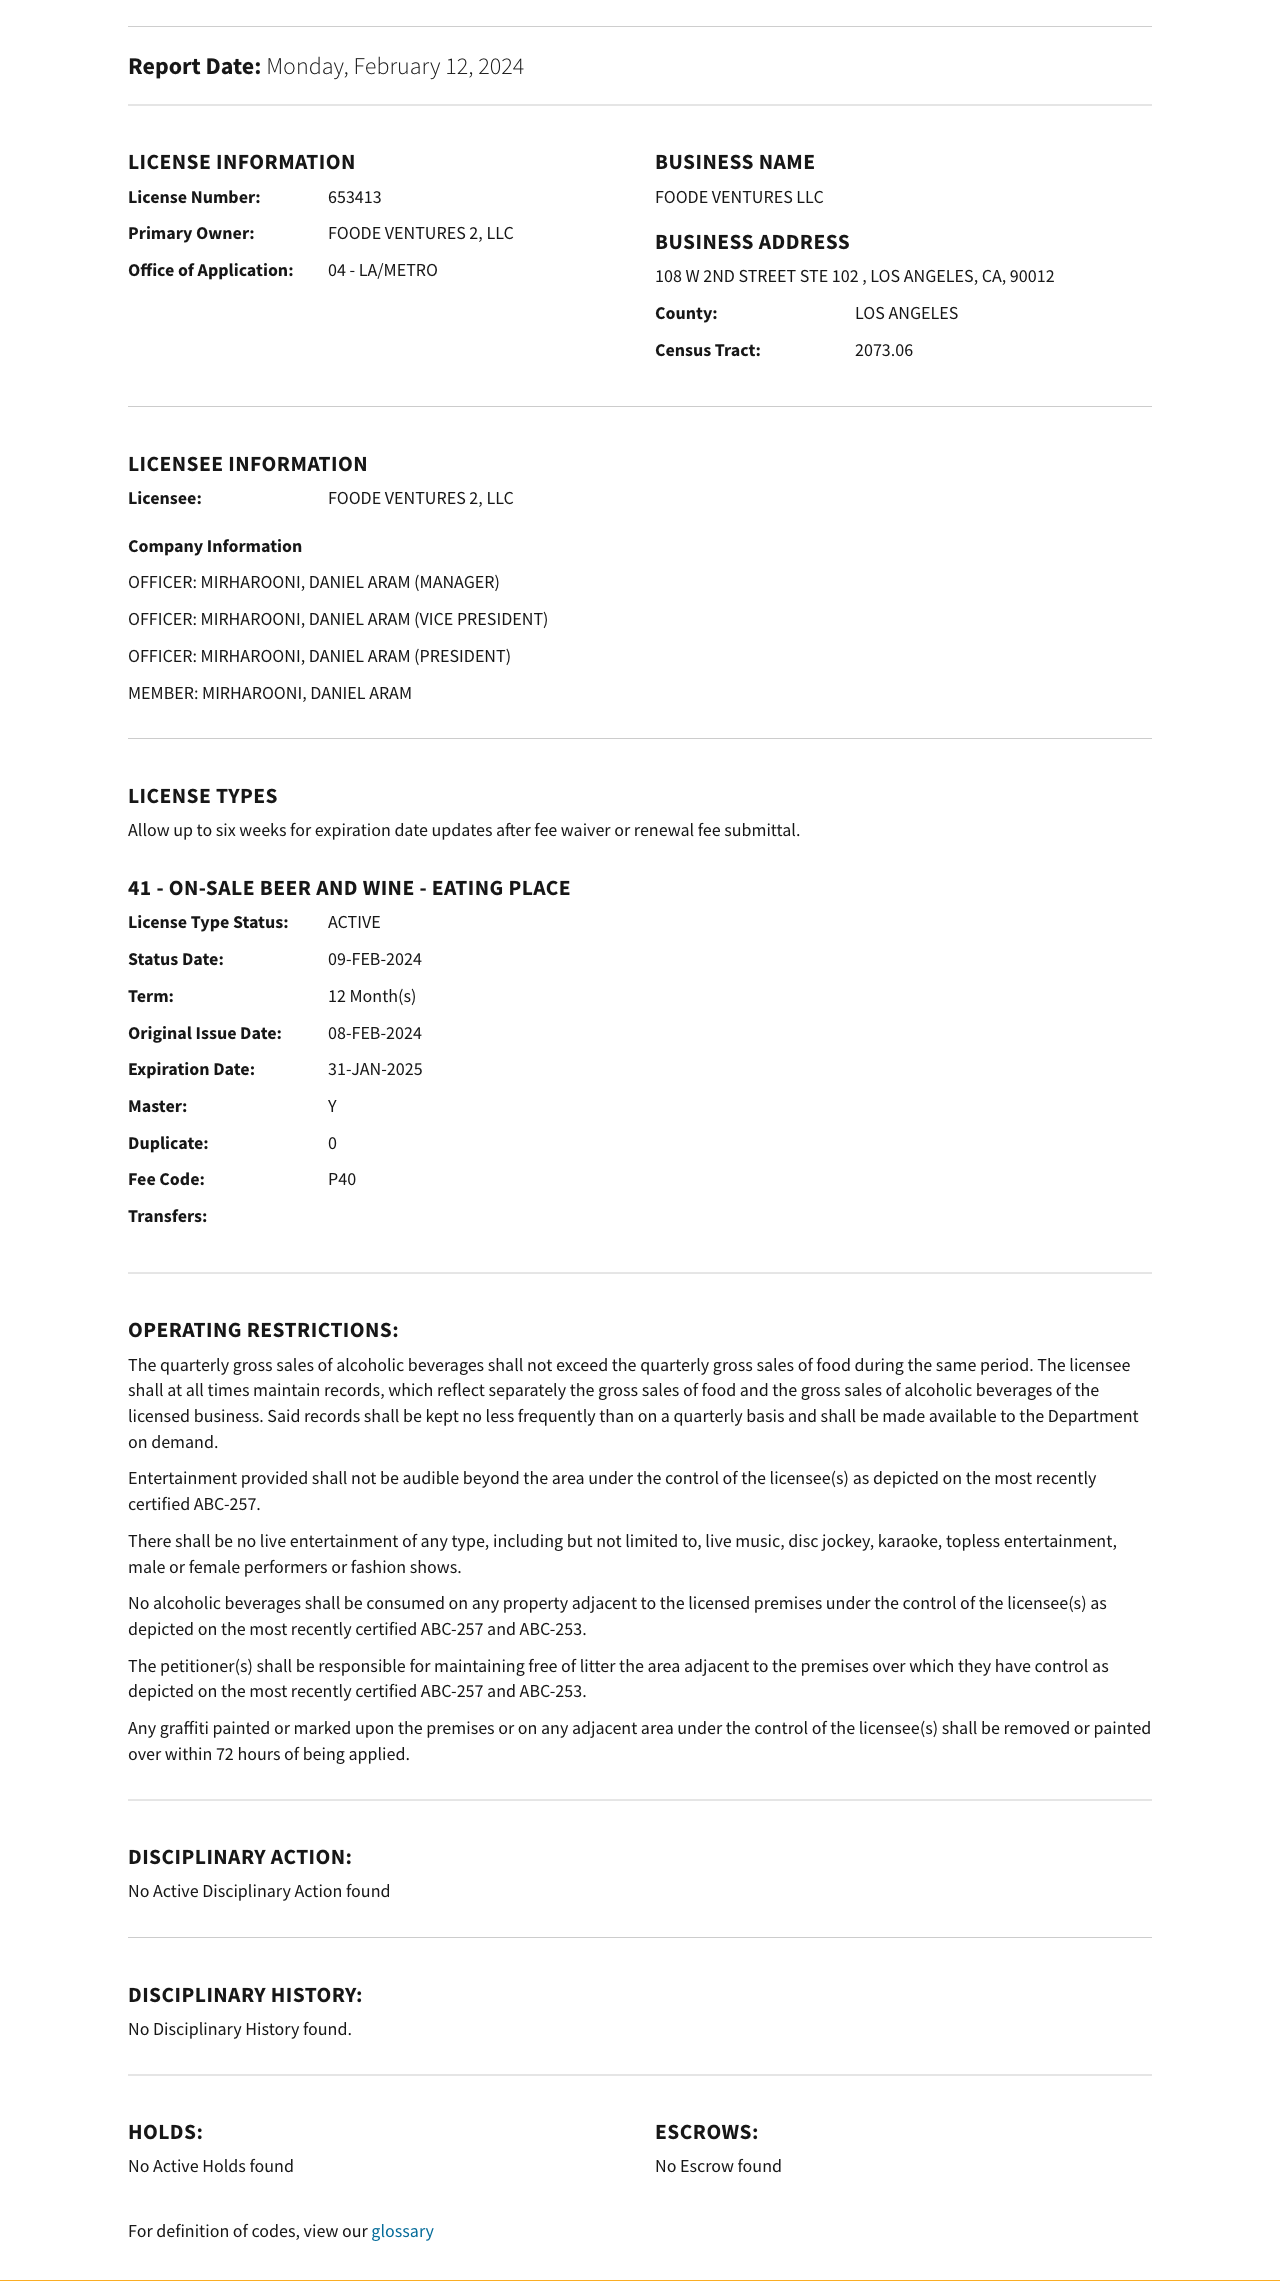 Report Date: Monday, February 12, 2024
LICENSE INFORMATION
License Number: 653413
Primary Owner: FOODE VENTURES 2, LLC
Office of Application: 04 - LA/METRO
BUSINESS NAME
FOODE VENTURES LLC
BUSINESS ADDRESS
108 W 2ND STREET STE 102 , LOS ANGELES, CA, 90012
County: LOS ANGELES
Census Tract: 2073.06
LICENSEE INFORMATION
Licensee: FOODE VENTURES 2, LLC
Company Information
OFFICER: MIRHAROONI, DANIEL ARAM (MANAGER)
OFFICER: MIRHAROONI, DANIEL ARAM (VICE PRESIDENT)
OFFICER: MIRHAROONI, DANIEL ARAM (PRESIDENT)
MEMBER: MIRHAROONI, DANIEL ARAM
LICENSE TYPES
Allow up to six weeks for expiration date updates after fee waiver or renewal fee submittal.
41 - ON-SALE BEER AND WINE - EATING PLACE
License Type Status: ACTIVE
Status Date: 09-FEB-2024
Term: 12 Month(s)
Original Issue Date: 08-FEB-2024
Expiration Date: 31-JAN-2025
Master: Y
Duplicate: 0
Fee Code: P40
Transfers:
OPERATING RESTRICTIONS:
The quarterly gross sales of alcoholic beverages shall not exceed the quarterly gross sales of food during the same period. The licensee
shall at all times maintain records, which reflect separately the gross sales of food and the gross sales of alcoholic beverages of the
licensed business. Said records shall be kept no less frequently than on a quarterly basis and shall be made available to the Department
on demand.
Entertainment provided shall not be audible beyond the area under the control of the licensee(s) as depicted on the most recently
certified ABC-257.
There shall be no live entertainment of any type, including but not limited to, live music, disc jockey, karaoke, topless entertainment,
male or female performers or fashion shows.
No alcoholic beverages shall be consumed on any property adjacent to the licensed premises under the control of the licensee(s) as
depicted on the most recently certified ABC-257 and ABC-253.
The petitioner(s) shall be responsible for maintaining free of litter the area adjacent to the premises over which they have control as
depicted on the most recently certified ABC-257 and ABC-253.
Any graffiti painted or marked upon the premises or on any adjacent area under the control of the licensee(s) shall be removed or painted
over within 72 hours of being applied.
DISCIPLINARY ACTION:
No Active Disciplinary Action found
DISCIPLINARY HISTORY:
No Disciplinary History found.
HOLDS:
No Active Holds found
ESCROWS:
No Escrow found
For definition of codes, view our glossary